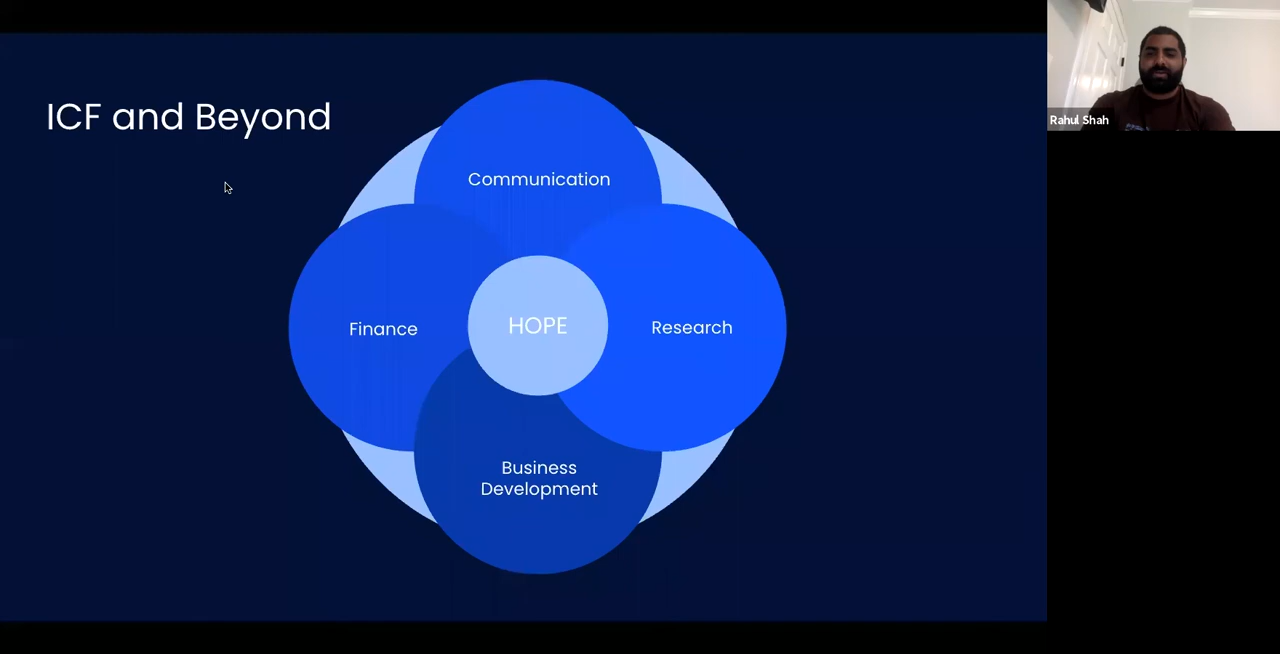 ICF and Beyond
Communication
Finance
HOPE
Research
Business
Development
Rahul Shah